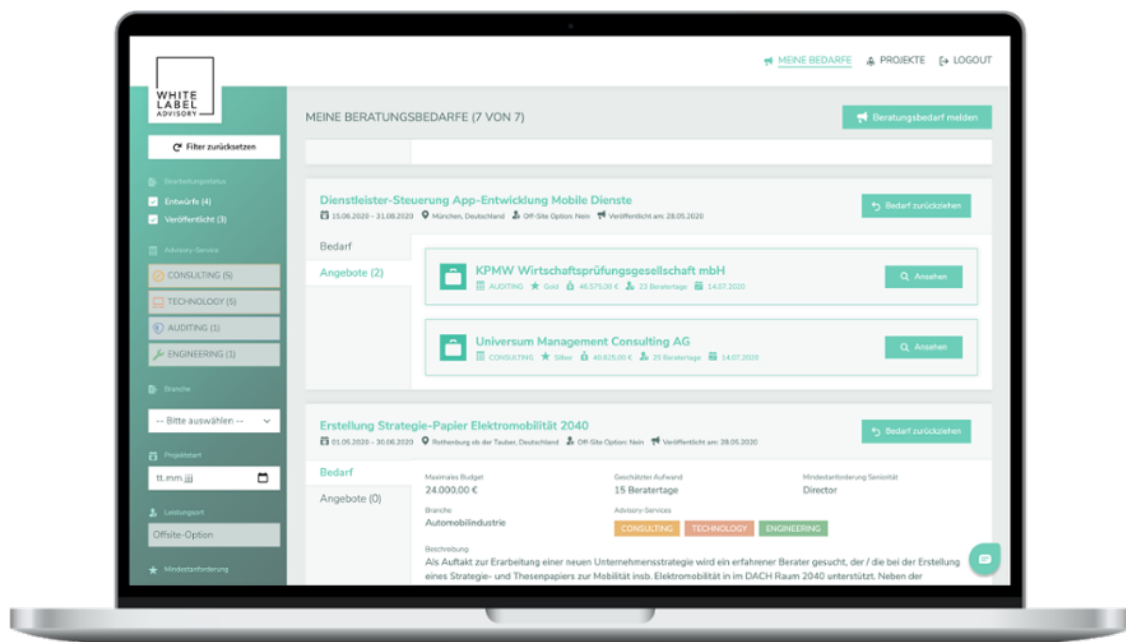 MEINE BEDARFE PROJEKTE LOGOUT
WHITE
LABEL
ADVISORY
Filter zurücksetzen
Bearbeitungsstatus
Entwürfe (4)
Veröffentlicht (3)
Advisory-Service
CONSULTING (5)
TECHNOLOGY (5)
AUDITING (1)
ENGINEERING (1)
Branche
-- Bitte auswählen --
Projektstart
tt.mm.jjjj
Leistungsort
Offsite-Option
Mindestanforderung
MEINE BERATUNGSBEDARFE (7 VON 7)
Beratungsbedarf melden
Dienstleister-Steuerung App-Entwicklung Mobile Dienste
15.06.2020 - 31.08.2020 München, Deutschland Off-Site Option: Nein Veröffentlicht am: 28.05.2020
Bedarf zurückziehen
Bedarf
Angebote (2)
KPMW Wirtschaftsprüfungsgesellschaft mbH
AUDITING Gold 46.575,00 € 23 Beratertage 14.07.2020
Ansehen
Universum Management Consulting AG
CONSULTING Silber 40.825,00 € 25 Beratertage 14.07.2020
Ansehen
Erstellung Strategie-Papier Elektromobilität 2040
01.05.2020 - 30.06.2020 Rothenburg ob der Tauber, Deutschland Off-Site Option: Nein Veröffentlicht am: 28.05.2020
Bedarf zurückziehen
Bedarf
Angebote (0)
Maximales Budget Geschätzter Aufwand Mindestanforderung Seniorität
24.000,00 € 15 Beratertage Director
Branche Advisory-Services
Automobilindustrie CONSULTING TECHNOLOGY ENGINEERING
Beschreibung
Als Auftakt zur Erarbeitung einer neuen Unternehmensstrategie wird ein erfahrener Berater gesucht, der / die bei der Erstellung
eines Strategie- und Thesenpapiers zur Mobilität insb. Elektromobilität in im DACH Raum 2040 unterstützt. Neben der